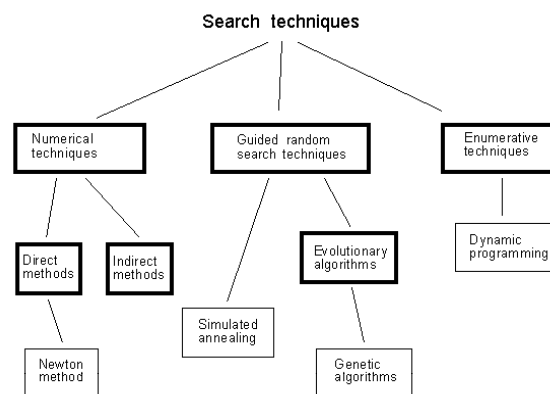 Search techniques
Numerical
techniques
Guided random
search techniques
Enumerative
techniques
Direct
methods
Indirect
methods
Evolutionary
algorithms
Dynamic
programming
Simulated
annealing
Newton
method
Genetic
algorithms